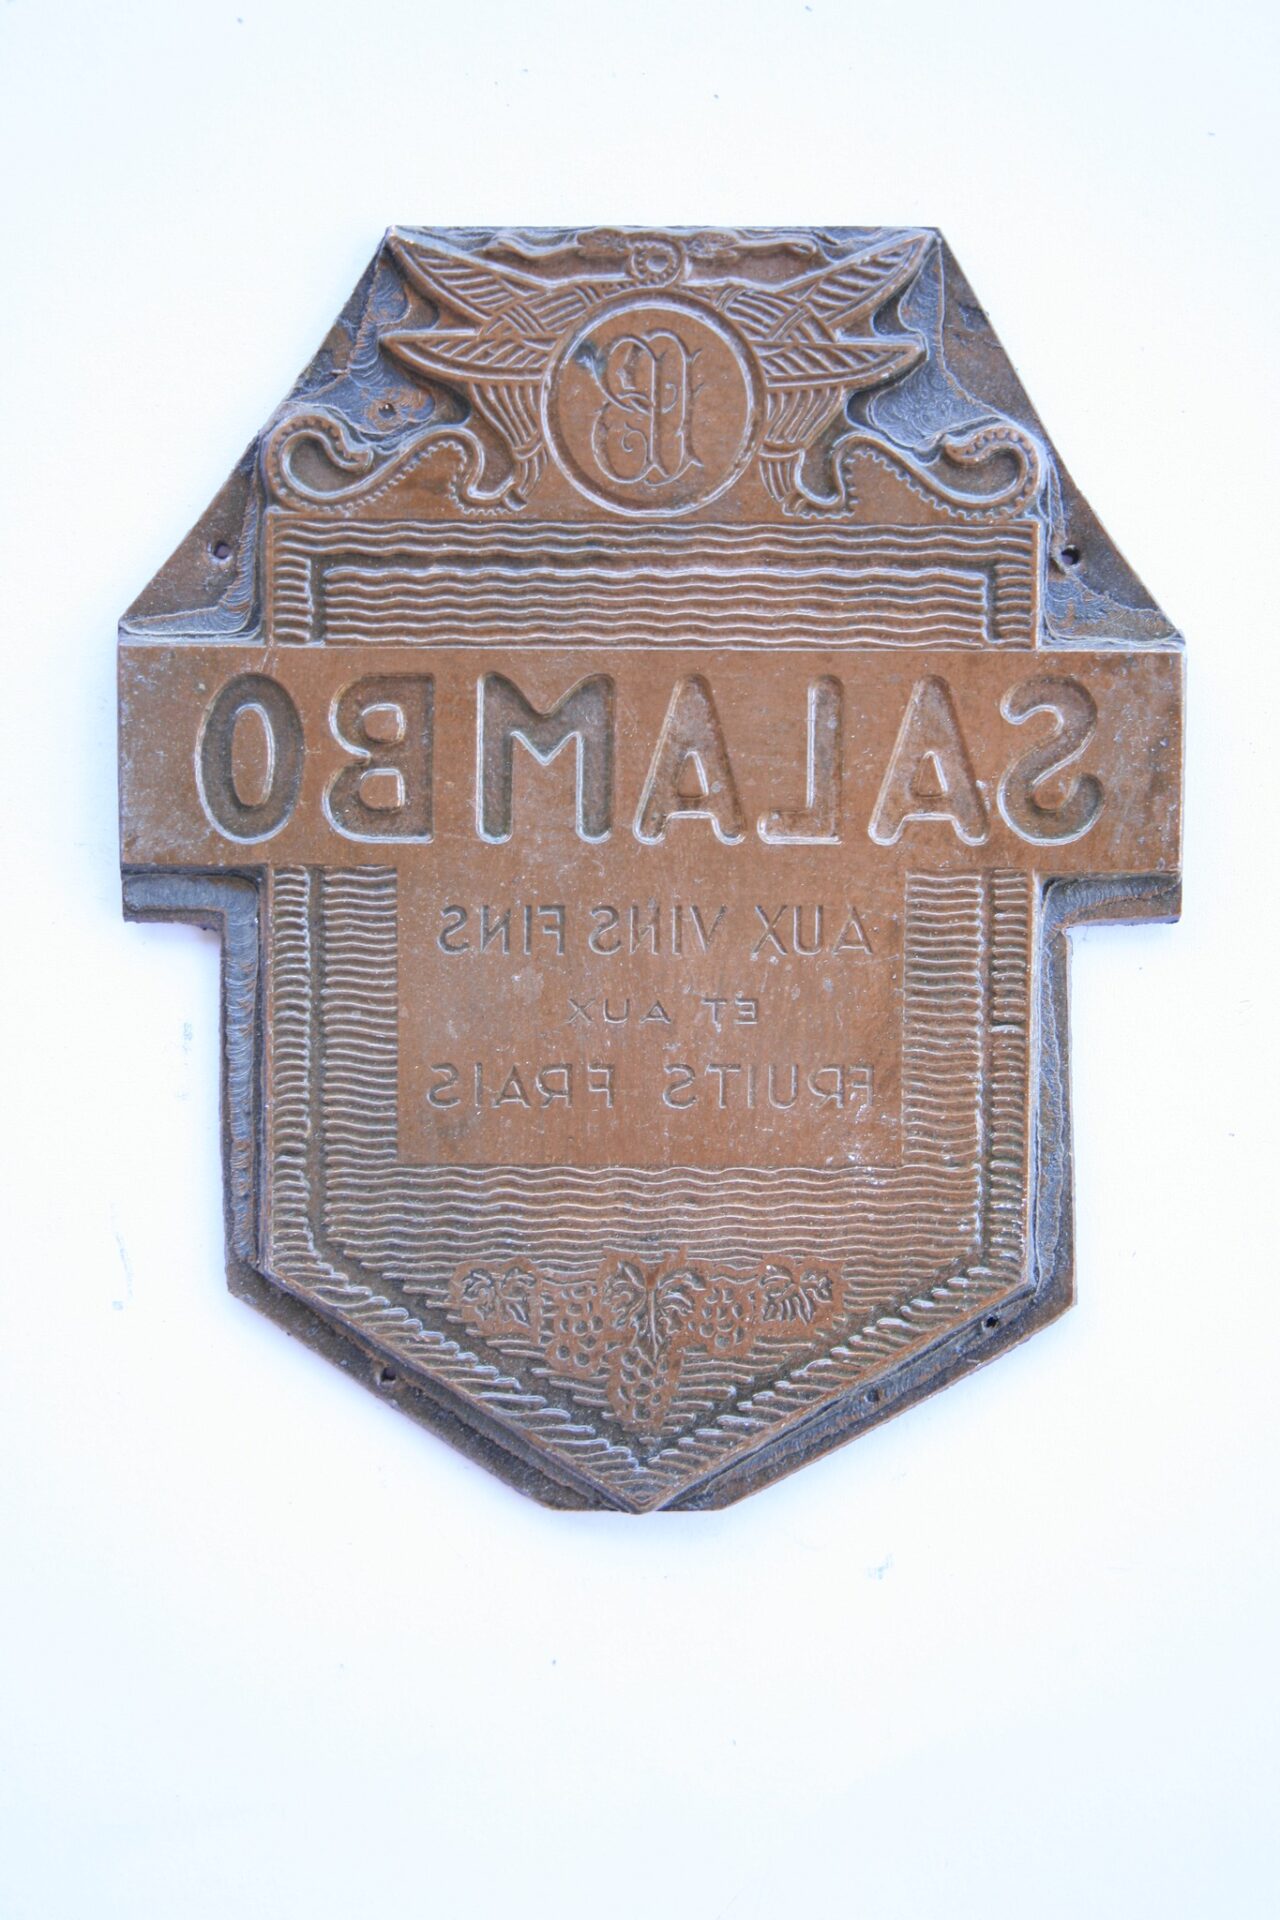 B
SALAMBO
AUX VINS FINS
ET AUX
FRUITS FRAIS